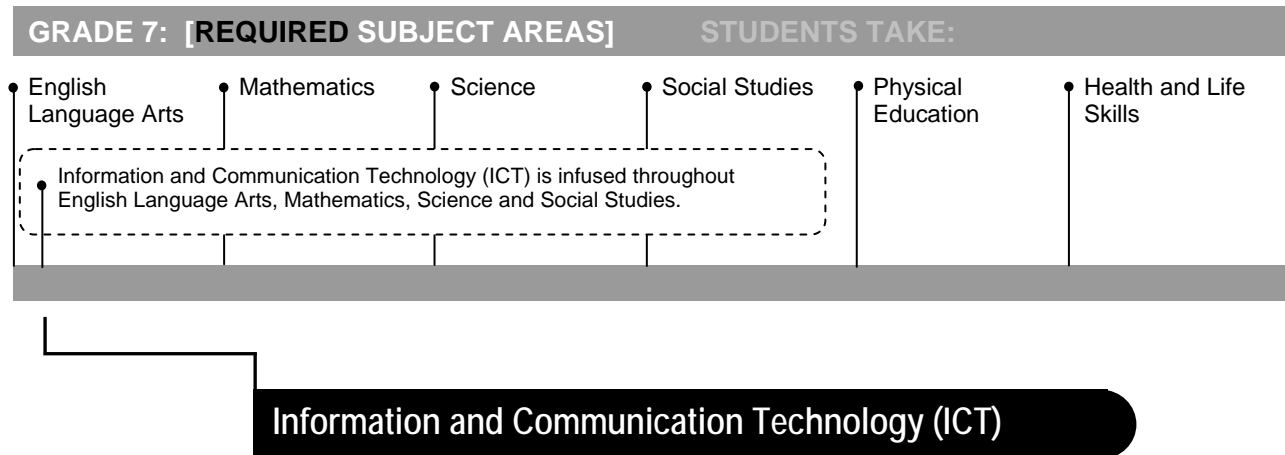 GRADE 7: [REQUIRED SUBJECT AREAS] STUDENTS TAKE:
English
Language Arts
Mathematics
Science
Social Studies
Physical
Education
Health and Life
Skills
Information and Communication Technology (ICT) is infused throughout
English Language Arts, Mathematics, Science and Social Studies.
Information and Communication Technology (ICT)